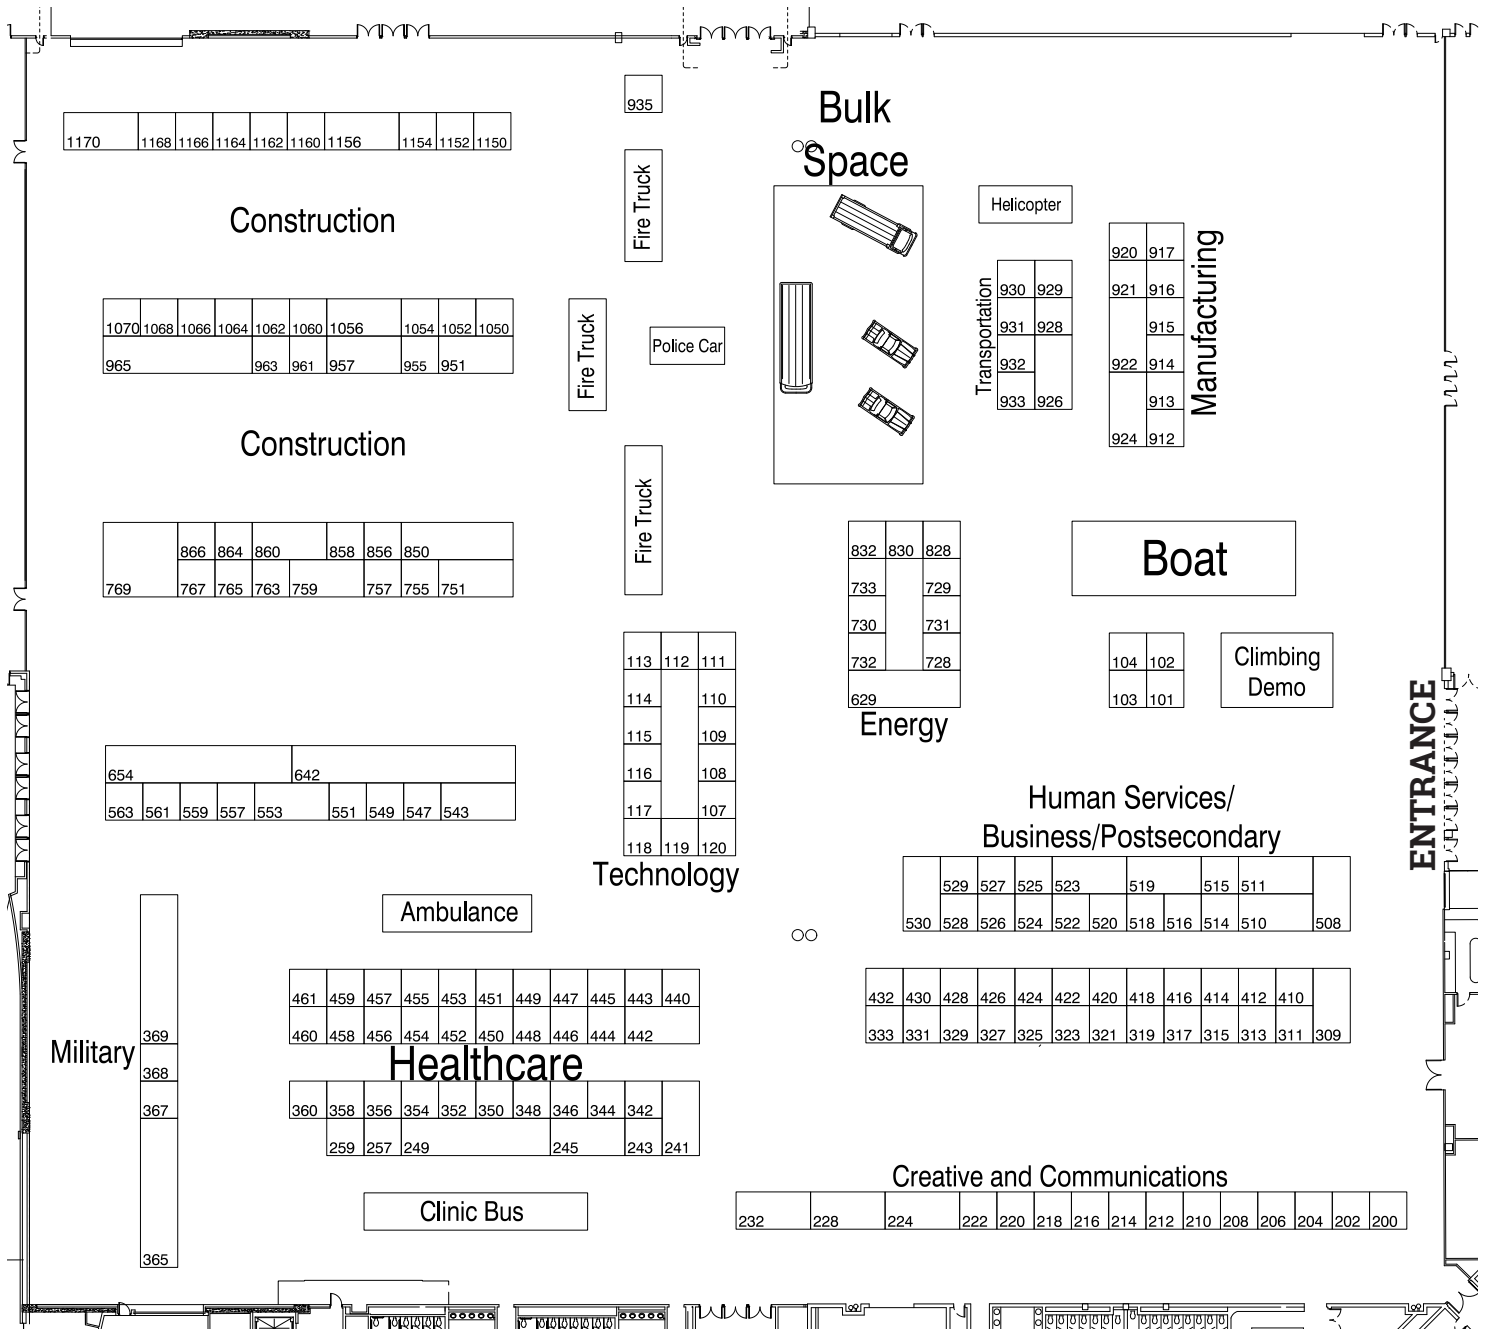 935
Bulk
Space
1170 1168 1166 1164 1162 1160 1156 1154 1152 1150
Fire Truck
Construction
Helicopter
920 917
921 916
915
922 914
913
924 912
Manufacturing
Transportation
930 929
931 928
932
933 926
1070 1068 1066 1064 1062 1060 1056 1054 1052 1050
965 963 961 957 955 951
Fire Truck
Police Car
Construction
Fire Truck
866 864 860 858 856 850
769 767 765 763 759 757 755 751
832 830 828
733 729
730 731
732 728
629
Energy
Boat
104 102
103 101
Climbing
Demo
ENTRANCE
113 112 111
114 110
115 109
116 108
117 107
118 119 120
Technology
654 642
563 561 559 557 553 551 549 547 543
Human Services/
Business/Postsecondary
529 527 525 523 519 515 511
530 528 526 524 522 520 518 516 514 510 508
432 430 428 426 424 422 420 418 416 414 412 410
333 331 329 327 325 323 321 319 317 315 313 311 309
Ambulance
461 459 457 455 453 451 449 447 445 443 440
460 458 456 454 452 450 448 446 444 442
Healthcare
360 358 356 354 352 350 348 346 344 342
259 257 249 245 243 241
Military
369
368
367
365
Clinic Bus
Creative and Communications
232 228 224 222 220 218 216 214 212 210 208 206 204 202 200